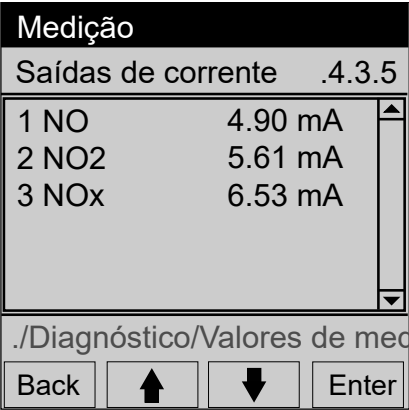 Medição
Saídas de corrente .4.3.5
1 NO 4.90 mA
2 NO2 5.61 mA
3 NOx 6.53 mA
./Diagnóstico/Valores de med
Back Enter